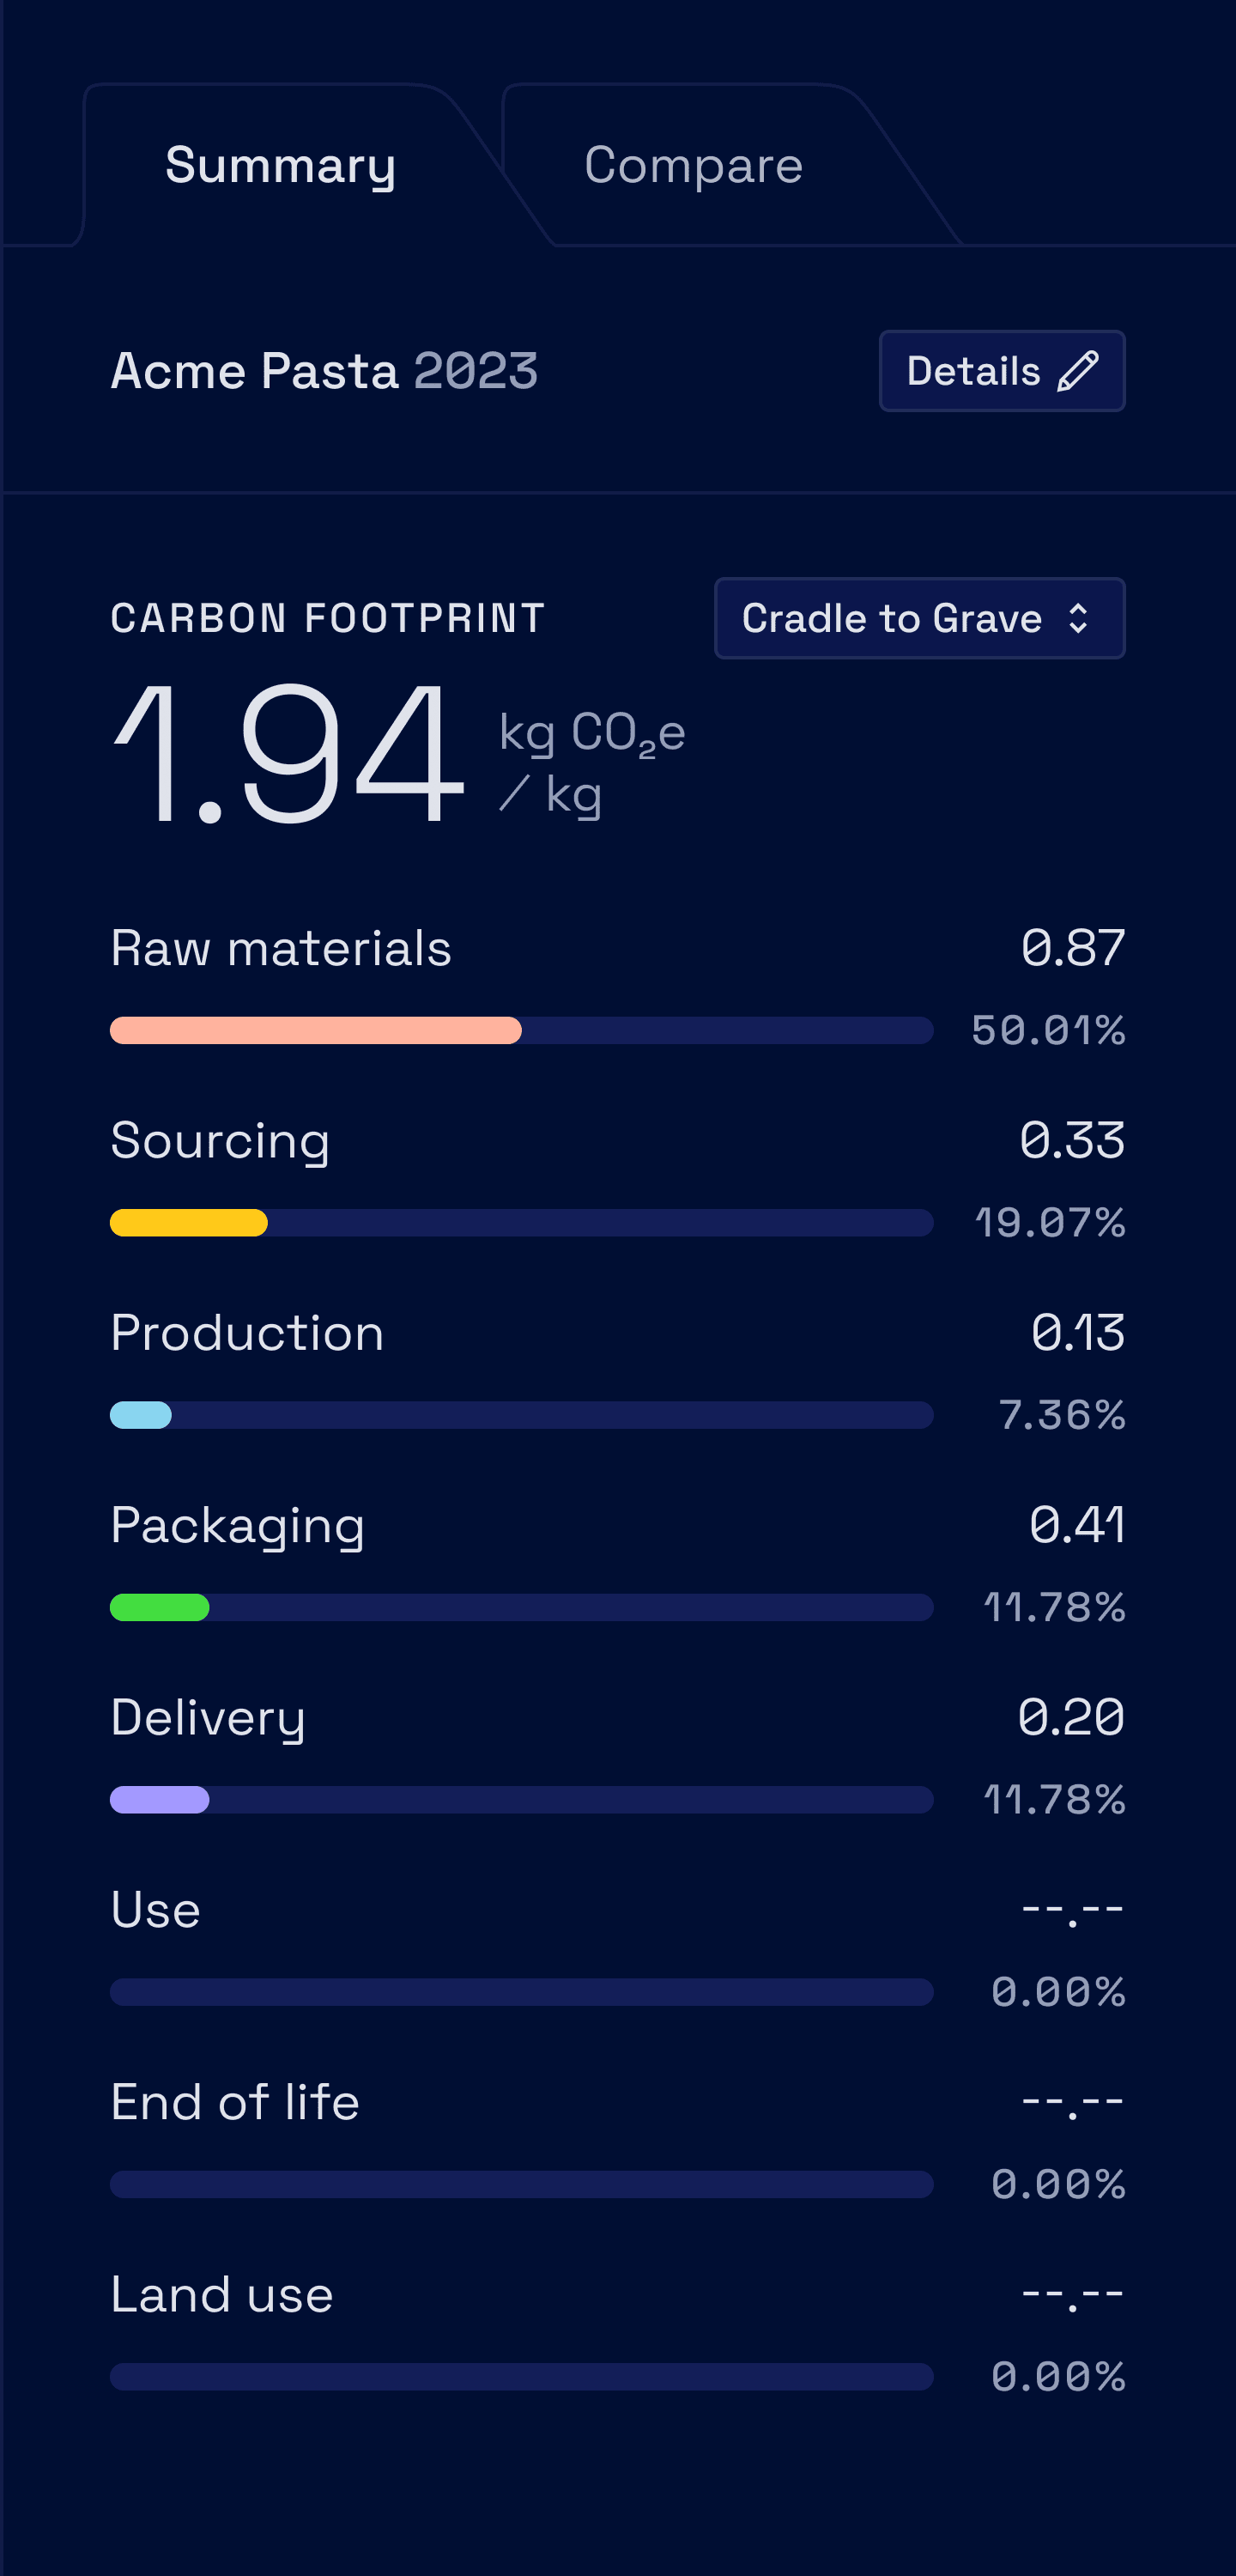 Summary
Compare
Acme Pasta 2023
Details
CARBON FOOTPRINT
Cradle to Grave
1.94
kg CO₂e
/ kg
Raw materials
0.87
50.01%
Sourcing
0.33
19.07%
Production
0.13
7.36%
Packaging
0.41
11.78%
Delivery
0.20
11.78%
Use
--.--
0.00%
End of life
--.--
0.00%
Land use
--.--
0.00%